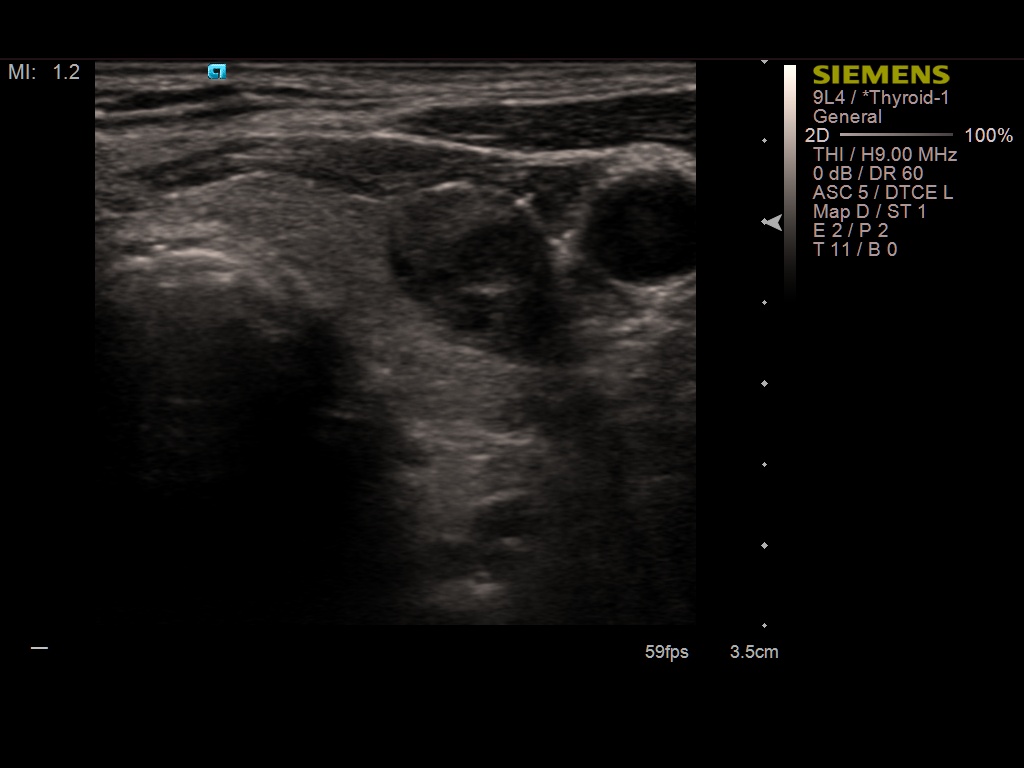 MI: 1.2
SIEMENS
9L4 / *Thyroid-1
General
2D 100%
THI / H9.00 MHz
0 dB / DR 60
ASC 5 / DTCE L
Map D / ST 1
E 2 / P 2
T 11 / B 0
59fps 3.5cm